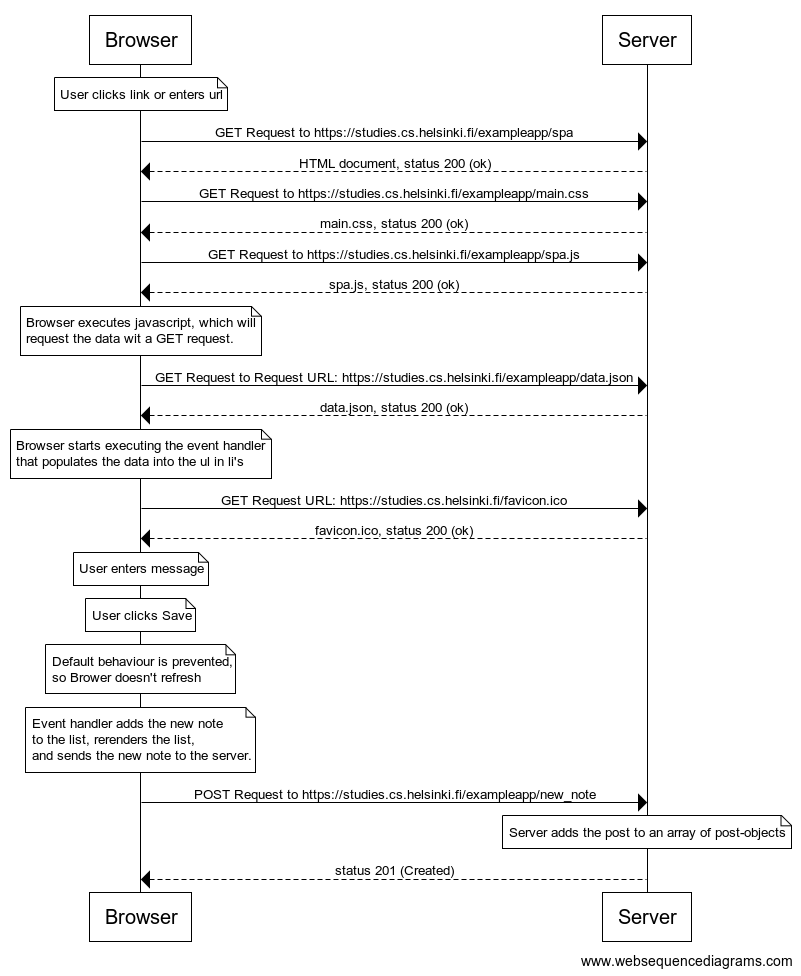 Browser
Server
User clicks link or enters url
GET Request to https://studies.cs.helsinki.fi/exampleapp/spa
HTML document, status 200 (ok)
GET Request to https://studies.cs.helsinki.fi/exampleapp/main.css
main.css, status 200 (ok)
GET Request to https://studies.cs.helsinki.fi/exampleapp/spa.js
spa.js, status 200 (ok)
Browser executes javascript, which will
request the data wit a GET request.
GET Request to Request URL: https://studies.cs.helsinki.fi/exampleapp/data.json
data.json, status 200 (ok)
Browser starts executing the event handler
that populates the data into the ul in li's
GET Request URL: https://studies.cs.helsinki.fi/favicon.ico
favicon.ico, status 200 (ok)
User enters message
User clicks Save
Default behaviour is prevented,
so Brower doesn't refresh
Event handler adds the new note
to the list, rerenders the list,
and sends the new note to the server.
POST Request to https://studies.cs.helsinki.fi/exampleapp/new_note
Server adds the post to an array of post-objects
status 201 (Created)
Browser
Server
www.websequencediagrams.com